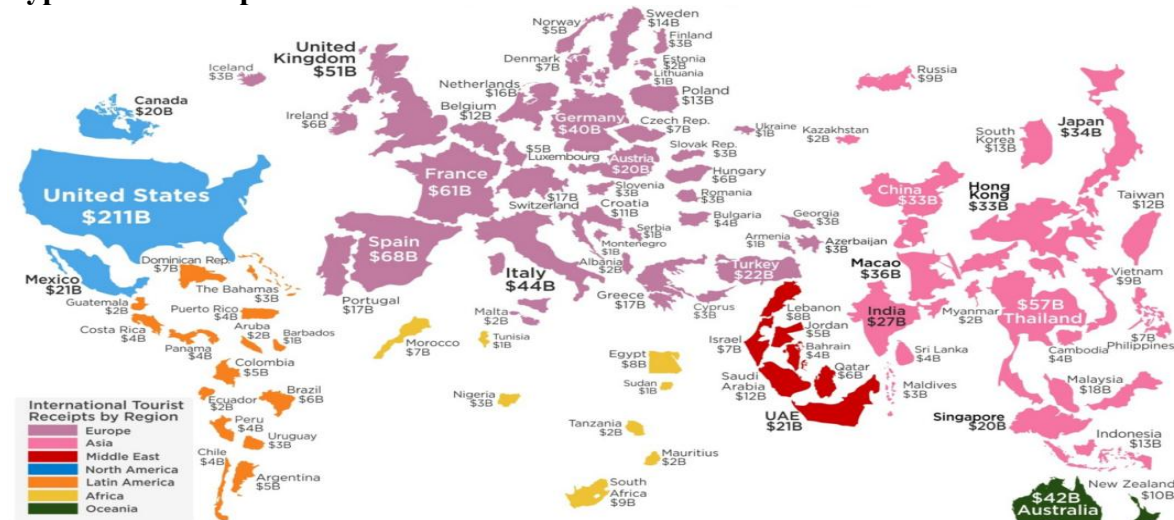 Sweden
$14B
Norway
$5B
Finland
$3B
United
Kingdom
$51B
Denmark
$7B
Estonia
$2B
Lithuania
$1B
Iceland
$3B
Russia
$9B
Netherlands
$16B
Poland
$13B
Canada
$20B
Belgium
$12B
Ireland
$6B
Germany
$40B
Czech Rep.
$7B
Ukraine
$1B
Kazakhstan
$2B
South
Korea
$13B
Japan
$34B
$5B
Luxembourg
Slovak Rep.
$3B
Austria
$20B
France
$61B
Hungary
$6B
United States
$211B
$17B
Switzerland
Slovenia
$3B
Romania
$3B
China
$33B
Hong
Kong
$33B
Taiwan
$12B
Croatia
$11B
Bulgaria
$4B
Georgia
$3B
Serbia
$1B
Armenia
$1B
Azerbaijan
$3B
Montenegro
$1B
Spain
$68B
Dominican Rep.
$7B
Albania
$2B
Turkey
$22B
Macao
$36B
Mexico
$21B
Italy
$44B
Vietnam
$9B
The Bahamas
$3B
Portugal
$17B
Greece
$17B
Cyprus
$3B
Lebanon
$8B
India
$27B
Myanmar
$2B
$57B
Thailand
Guatemala
$2B
Puerto Rico
$4B
Malta
$2B
Jordan
$5B
Costa Rica
$4B
Aruba
$2B
Barbados
$1B
Morocco
$7B
Tunisia
$1B
Israel
$7B
Bahrain
$4B
Sri Lanka
$4B
Cambodia
$4B
$7B
Philippines
Panama
$4B
Egypt
$8B
Colombia
$5B
Saudi
Arabia
$12B
Qatar
$6B
Malaysia
$18B
Sudan
$1B
Maldives
$3B
Brazil
$6B
Nigeria
$3B
Ecuador
$2B
UAE
$21B
Singapore
$20B
Peru
$4B
Tanzania
$2B
Uruguay
$3B
Indonesia
$13B
Chile
$4B
Mauritius
$2B
Argentina
$5B
South
Africa
$9B
New Zealand
$10B
$42B
Australia
International Tourist
Receipts by Region
Europe
Asia
Middle East
North America
Latin America
Africa
Oceania